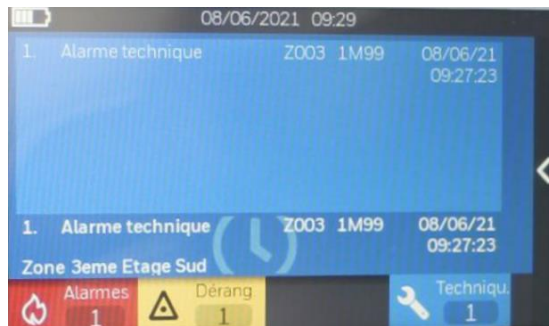 08/06/2021 09:29
1. Alarme technique Z003 1M99 08/06/21
09:27:23
1. Alarme technique Z003 1M99 08/06/21
09:27:23
Zone 3eme Etage Sud
Alarmes Dérang Techniqu.
1 1 1